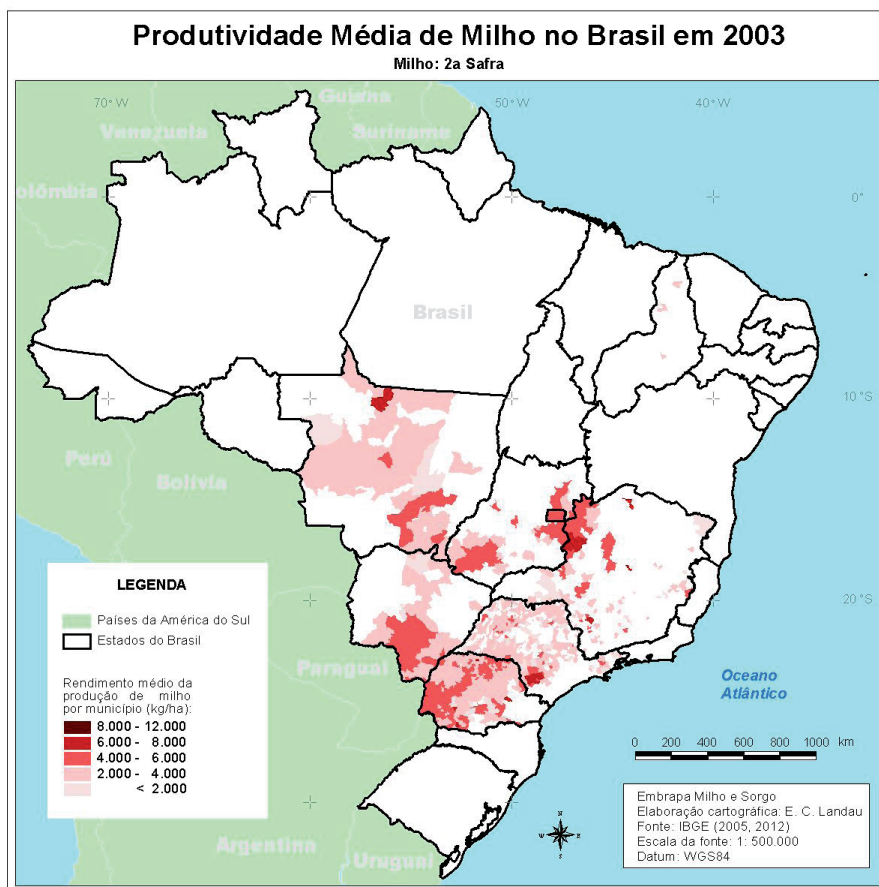 Produtividade Média de Milho no Brasil em 2003
Milho: 2a Safra
70° W
50° W
40° W
Guiana
Venezuela
Suriname
olômbia
0°
Brasil
10° S
Perú
Bolívia
LEGENDA
Países da América do Sul
Estados do Brasil
20° S
Paraguai
Rendimento médio da
produção de milho
por município (kg/ha):
8.000 - 12.000
6.000 - 8.000
4.000 - 6.000
2.000 - 4.000
< 2.000
Oceano
Atlântico
0 200 400 600 800 1000 km
Argentina
Uruguai
N
W
E
S
Embrapa Milho e Sorgo
Elaboração cartográfica: E. C. Landau
Fonte: IBGE (2005, 2012)
Escala da fonte: 1: 500.000
Datum: WGS84